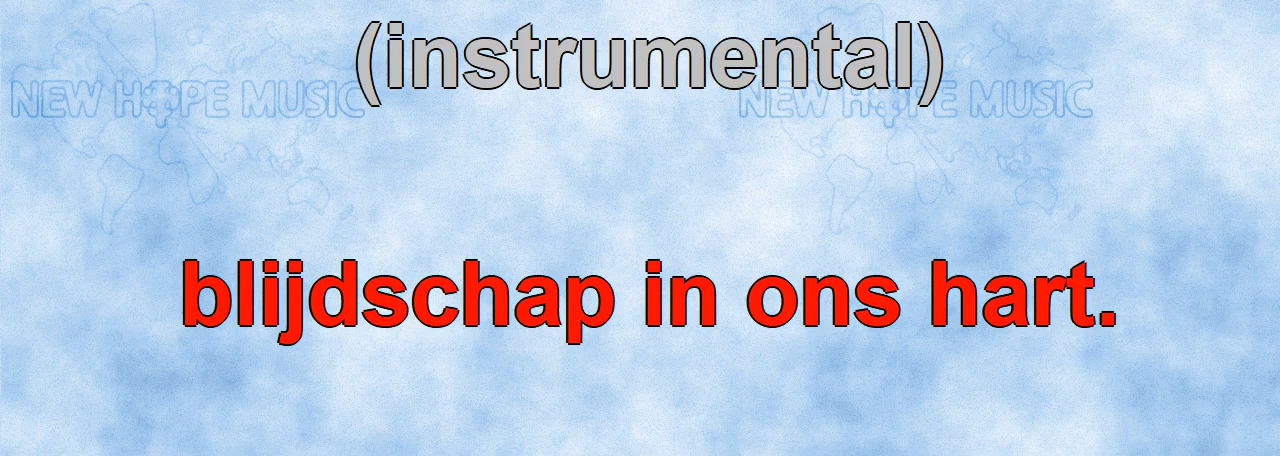 (instrumental)
NEW HOPE MUSIC NEW HOPE MUSIC
blijdschap in ons hart.